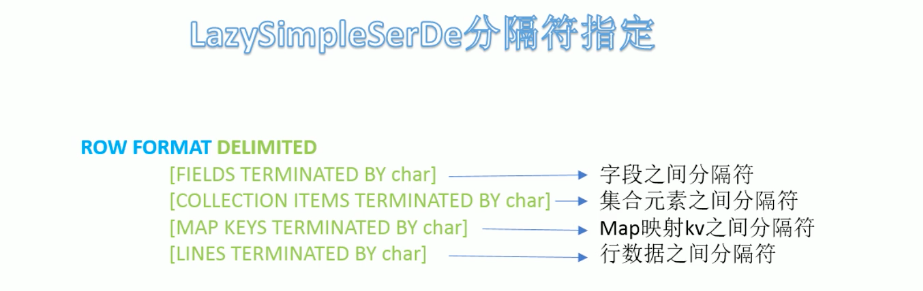 LazySimpleSerDe分隔符指定
ROW FORMAT DELIMITED
[FIELDS TERMINATED BY char] 字段之间分隔符
[COLLECTION ITEMS TERMINATED BY char] 集合元素之间分隔符
[MAP KEYS TERMINATED BY char] Map映射kv之间分隔符
[LINES TERMINATED BY char] 行数据之间分隔符